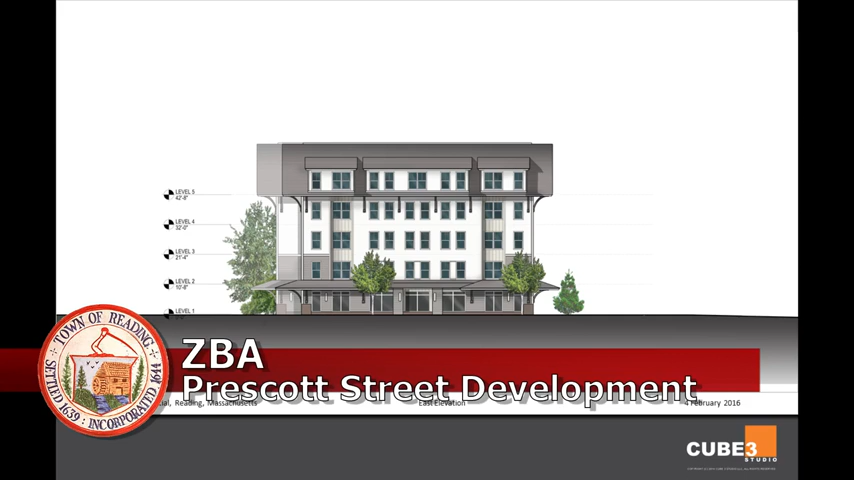 LEVEL 5
42'-8"
LEVEL 4
32'-0"
LEVEL 3
21'-4"
LEVEL 2
10'-8"
LEVEL 1
TOWN OF READING
SETTLED 1639: INCORPORATED 1644
ZBA
Prescott Street Development
Reading, Massachusetts
East Elevation
4 February 2016
CUBE3
STUDIO